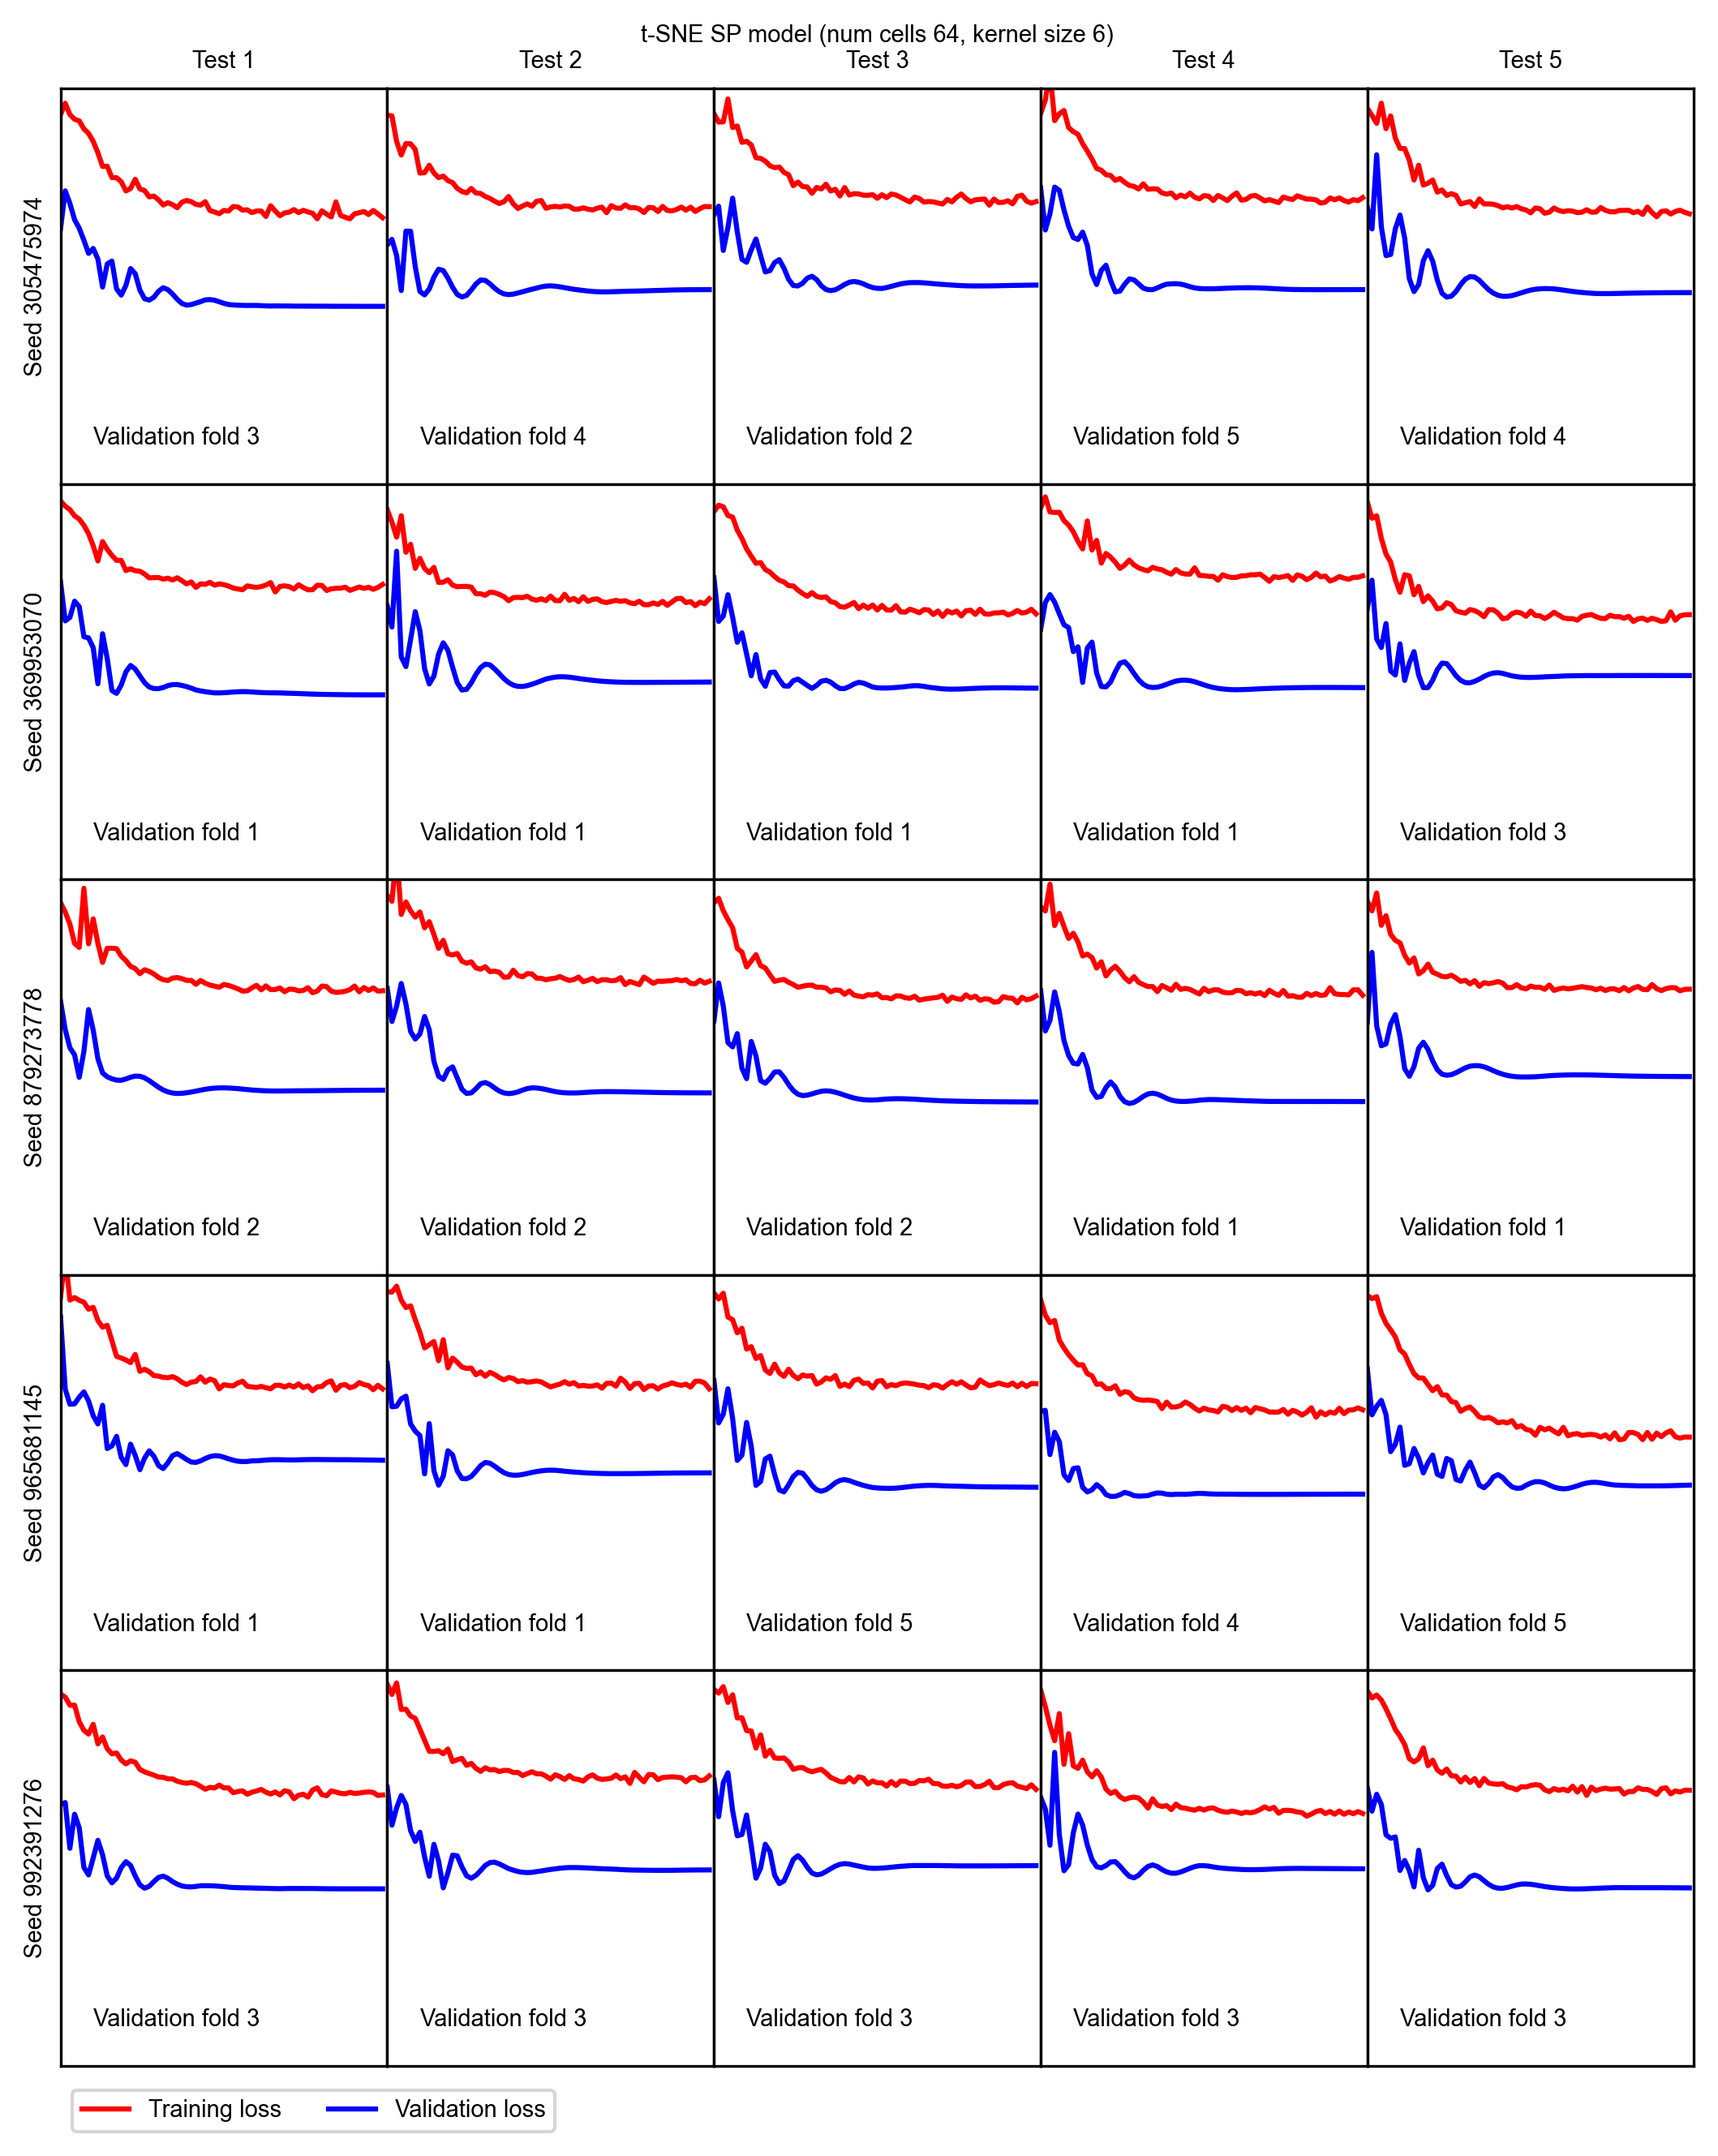 t-SNE SP model (num cells 64, kernel size 6)
Test 1 Test 2 Test 3 Test 4 Test 5
Seed 305475974
Validation fold 3 Validation fold 4 Validation fold 2 Validation fold 5 Validation fold 4
Seed 369953070
Validation fold 1 Validation fold 1 Validation fold 1 Validation fold 1 Validation fold 3
Seed 879273778
Validation fold 2 Validation fold 2 Validation fold 2 Validation fold 1 Validation fold 1
Seed 965681145
Validation fold 1 Validation fold 1 Validation fold 5 Validation fold 4 Validation fold 5
Seed 992391276
Validation fold 3 Validation fold 3 Validation fold 3 Validation fold 3 Validation fold 3
Training loss Validation loss